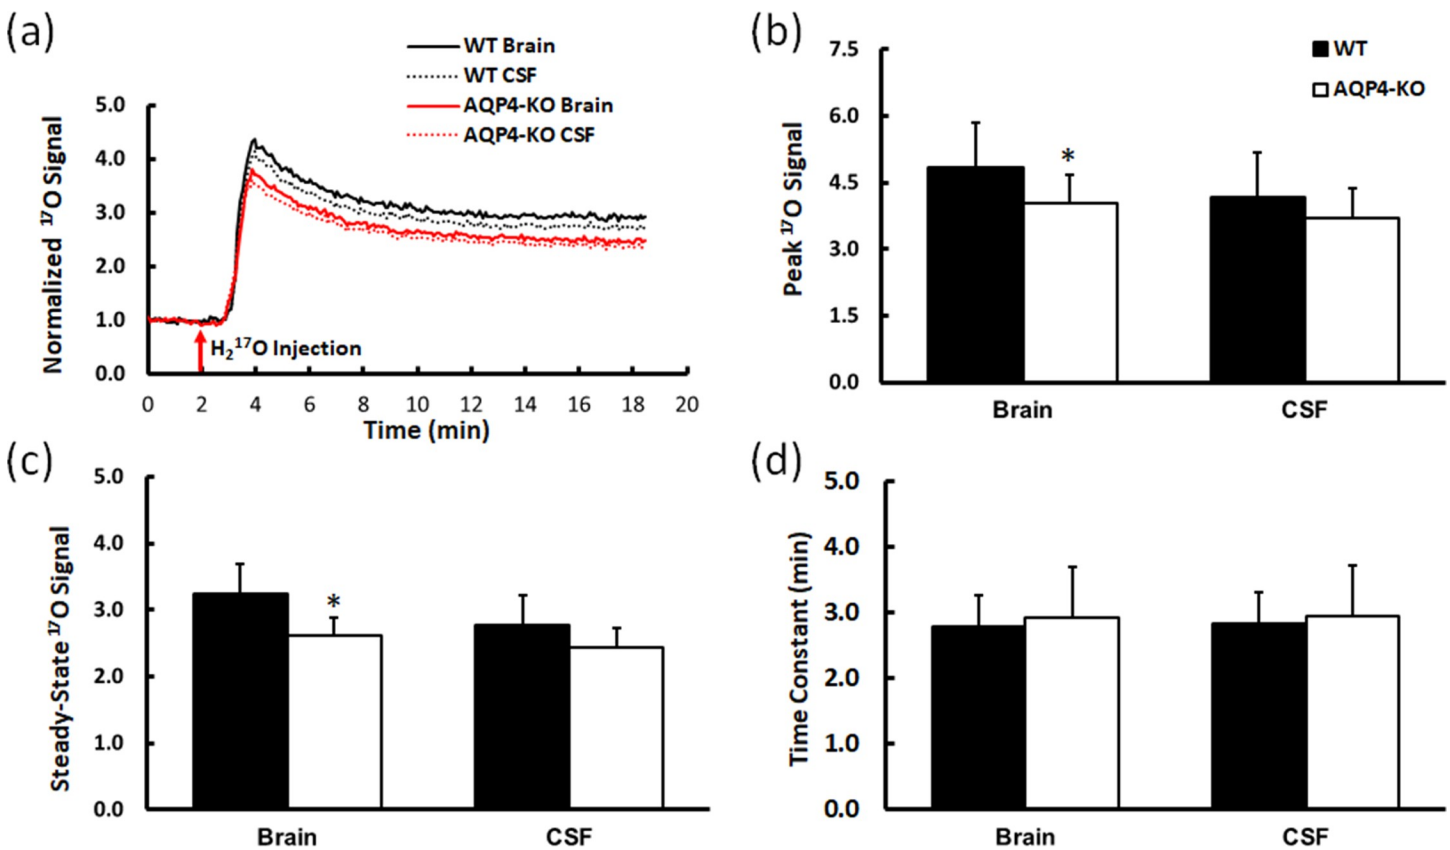 (a)
WT Brain
WT CSF
AQP4-KO Brain
AQP4-KO CSF
Normalized ¹⁷O Signal
5.0
4.0
3.0
2.0
1.0
0.0
H₂¹⁷O Injection
0 2 4 6 8 10 12 14 16 18 20
Time (min)
(b)
WT
AQP4-KO
Peak ¹⁷O Signal
7.5
6.0
4.5
3.0
1.5
0.0
*
Brain CSF
(c)
Steady-State ¹⁷O Signal
5.0
4.0
3.0
2.0
1.0
0.0
*
Brain CSF
(d)
Time Constant (min)
5.0
4.0
3.0
2.0
1.0
0.0
Brain CSF